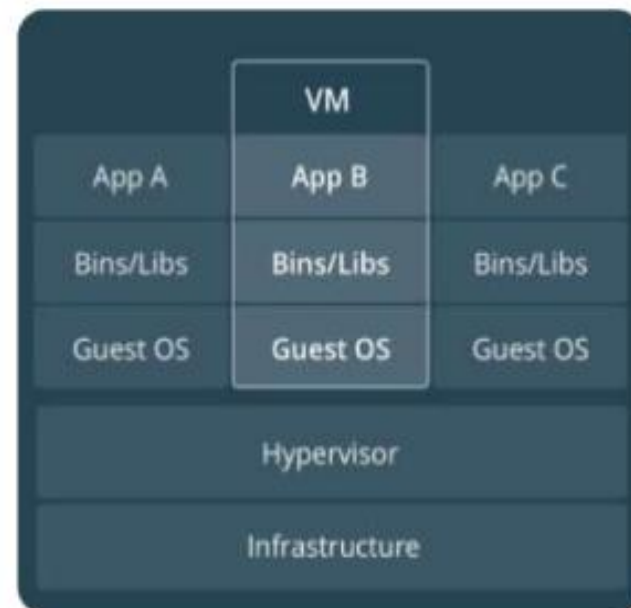 VM
App A App B App C
Bins/Libs Bins/Libs Bins/Libs
Guest OS Guest OS Guest OS
Hypervisor
Infrastructure